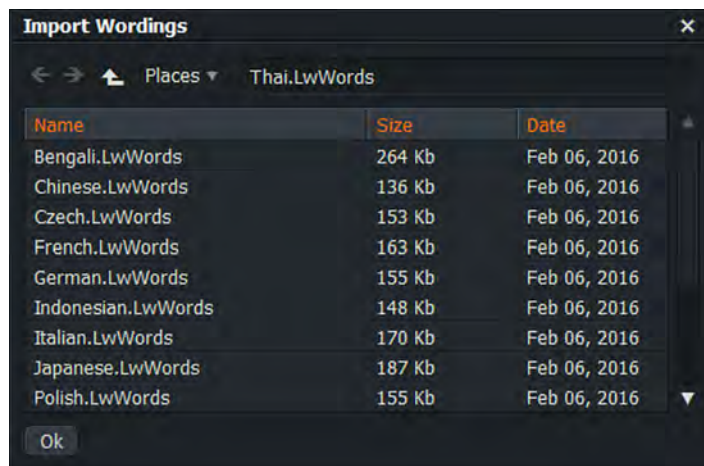 Import Wordings
Places Thai.LwWords
Name Size Date
Bengali.LwWords 264 Kb Feb 06, 2016
Chinese.LwWords 136 Kb Feb 06, 2016
Czech.LwWords 153 Kb Feb 06, 2016
French.LwWords 163 Kb Feb 06, 2016
German.LwWords 155 Kb Feb 06, 2016
Indonesian.LwWords 148 Kb Feb 06, 2016
Italian.LwWords 170 Kb Feb 06, 2016
Japanese.LwWords 187 Kb Feb 06, 2016
Polish.LwWords 155 Kb Feb 06, 2016
Ok